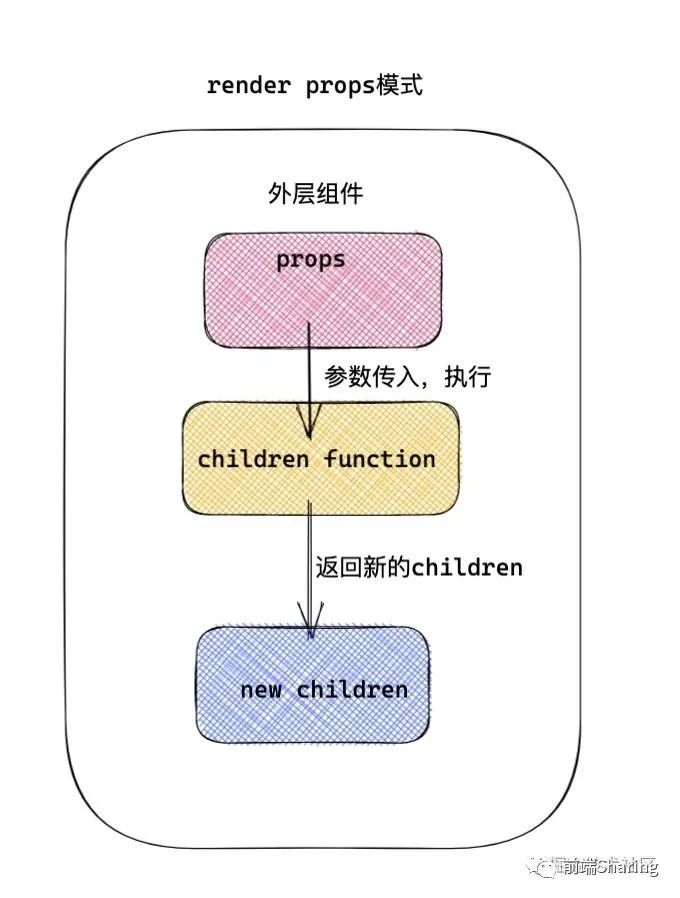 render props模式
外层组件
props
参数传入，执行
children function
返回新的children
new children
前端Sharing